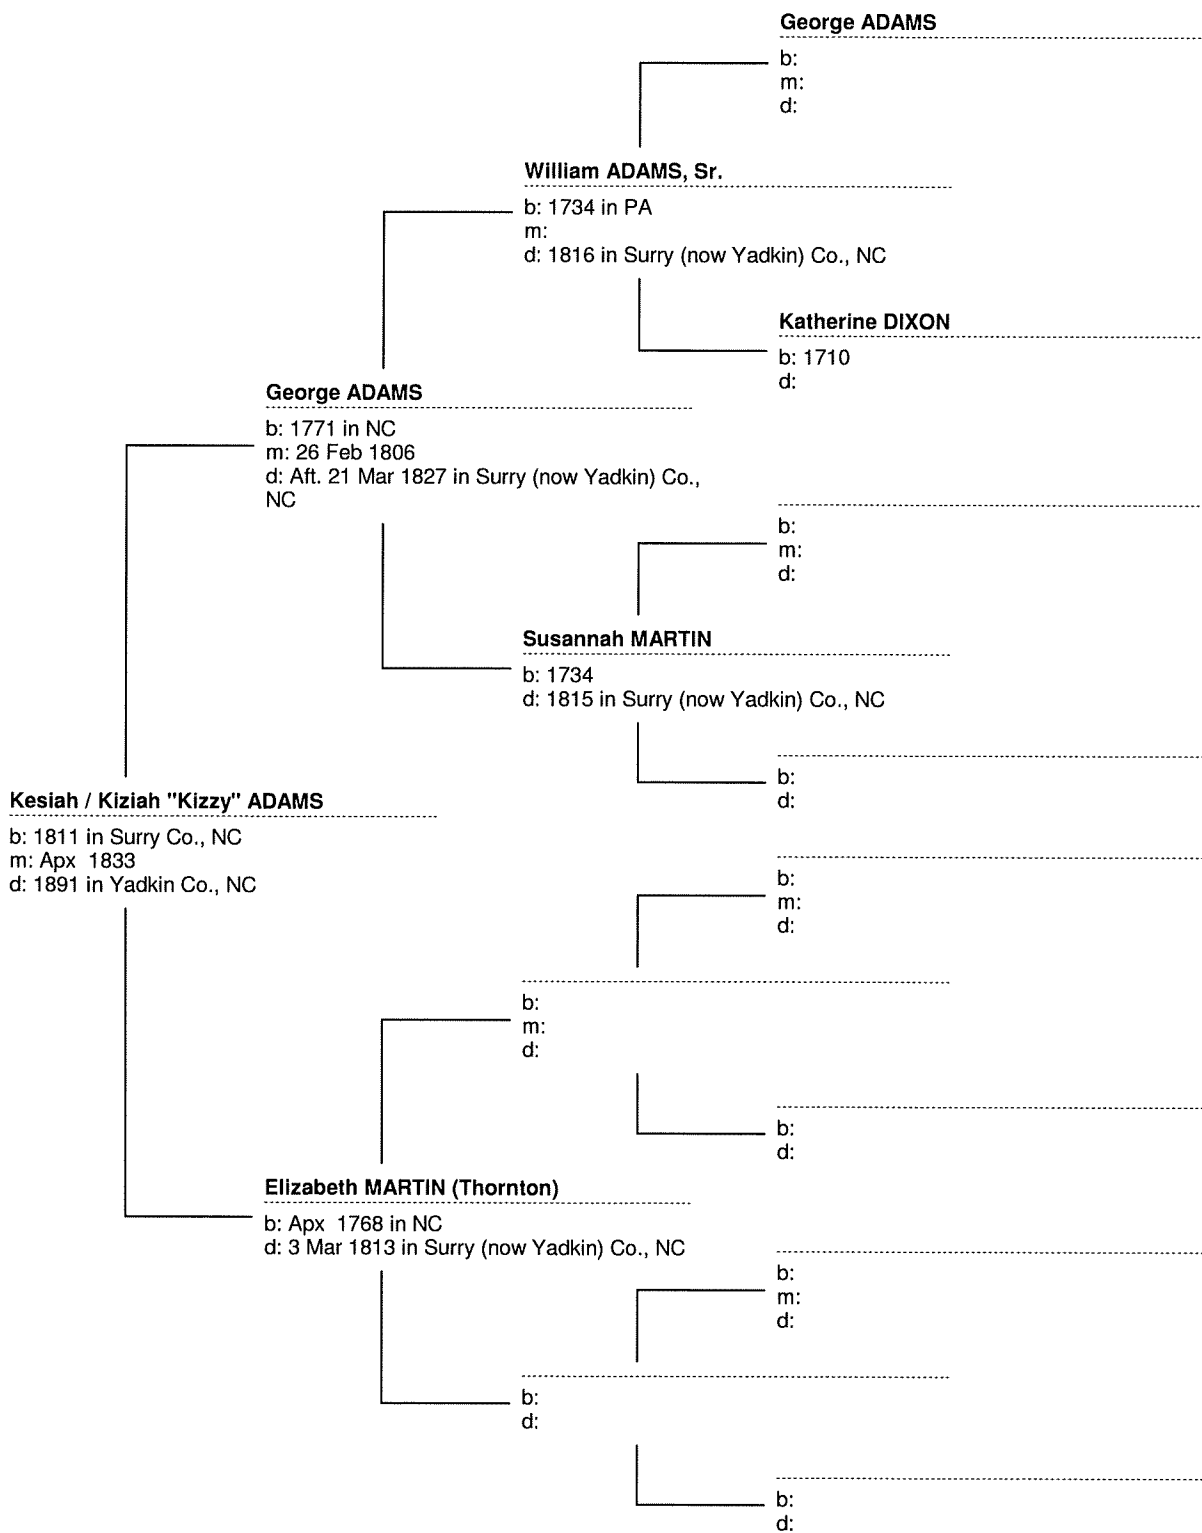 George ADAMS
b:
m:
d:
William ADAMS, Sr.
b: 1734 in PA
m:
d: 1816 in Surry (now Yadkin) Co., NC
Katherine DIXON
b: 1710
d:
George ADAMS
b: 1771 in NC
m: 26 Feb 1806
d: Aft. 21 Mar 1827 in Surry (now Yadkin) Co.,
NC
b:
m:
d:
Susannah MARTIN
b: 1734
d: 1815 in Surry (now Yadkin) Co., NC
b:
d:
Kesiah / Kiziah "Kizzy" ADAMS
b: 1811 in Surry Co., NC
m: Apx 1833
d: 1891 in Yadkin Co., NC
b:
m:
d:
b:
m:
d:
b:
d:
Elizabeth MARTIN (Thornton)
b: Apx 1768 in NC
d: 3 Mar 1813 in Surry (now Yadkin) Co., NC
b:
m:
d:
b:
d:
b:
d: